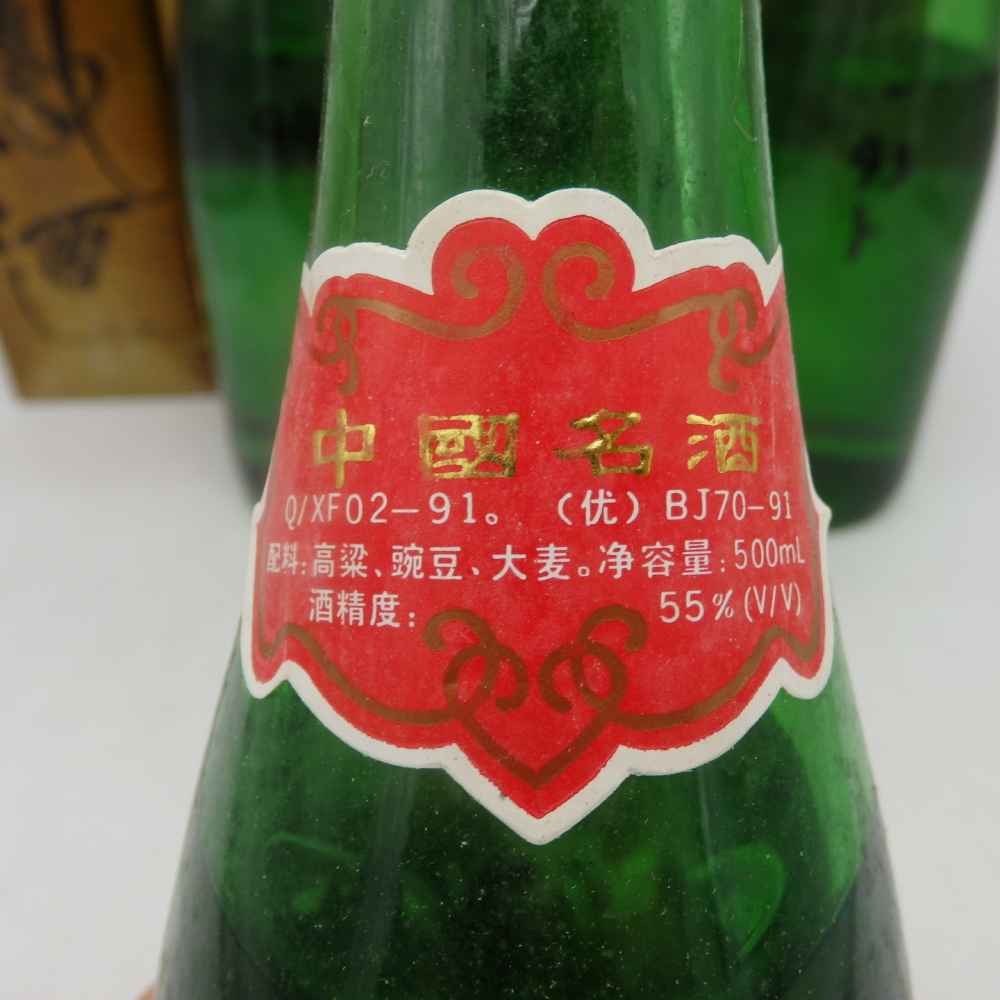 中國名酒
Q/XF02-91。 (优) BJ70-91
配料:高粱、豌豆、大麦。净容量:500mL
酒精度: 55%(V/V)